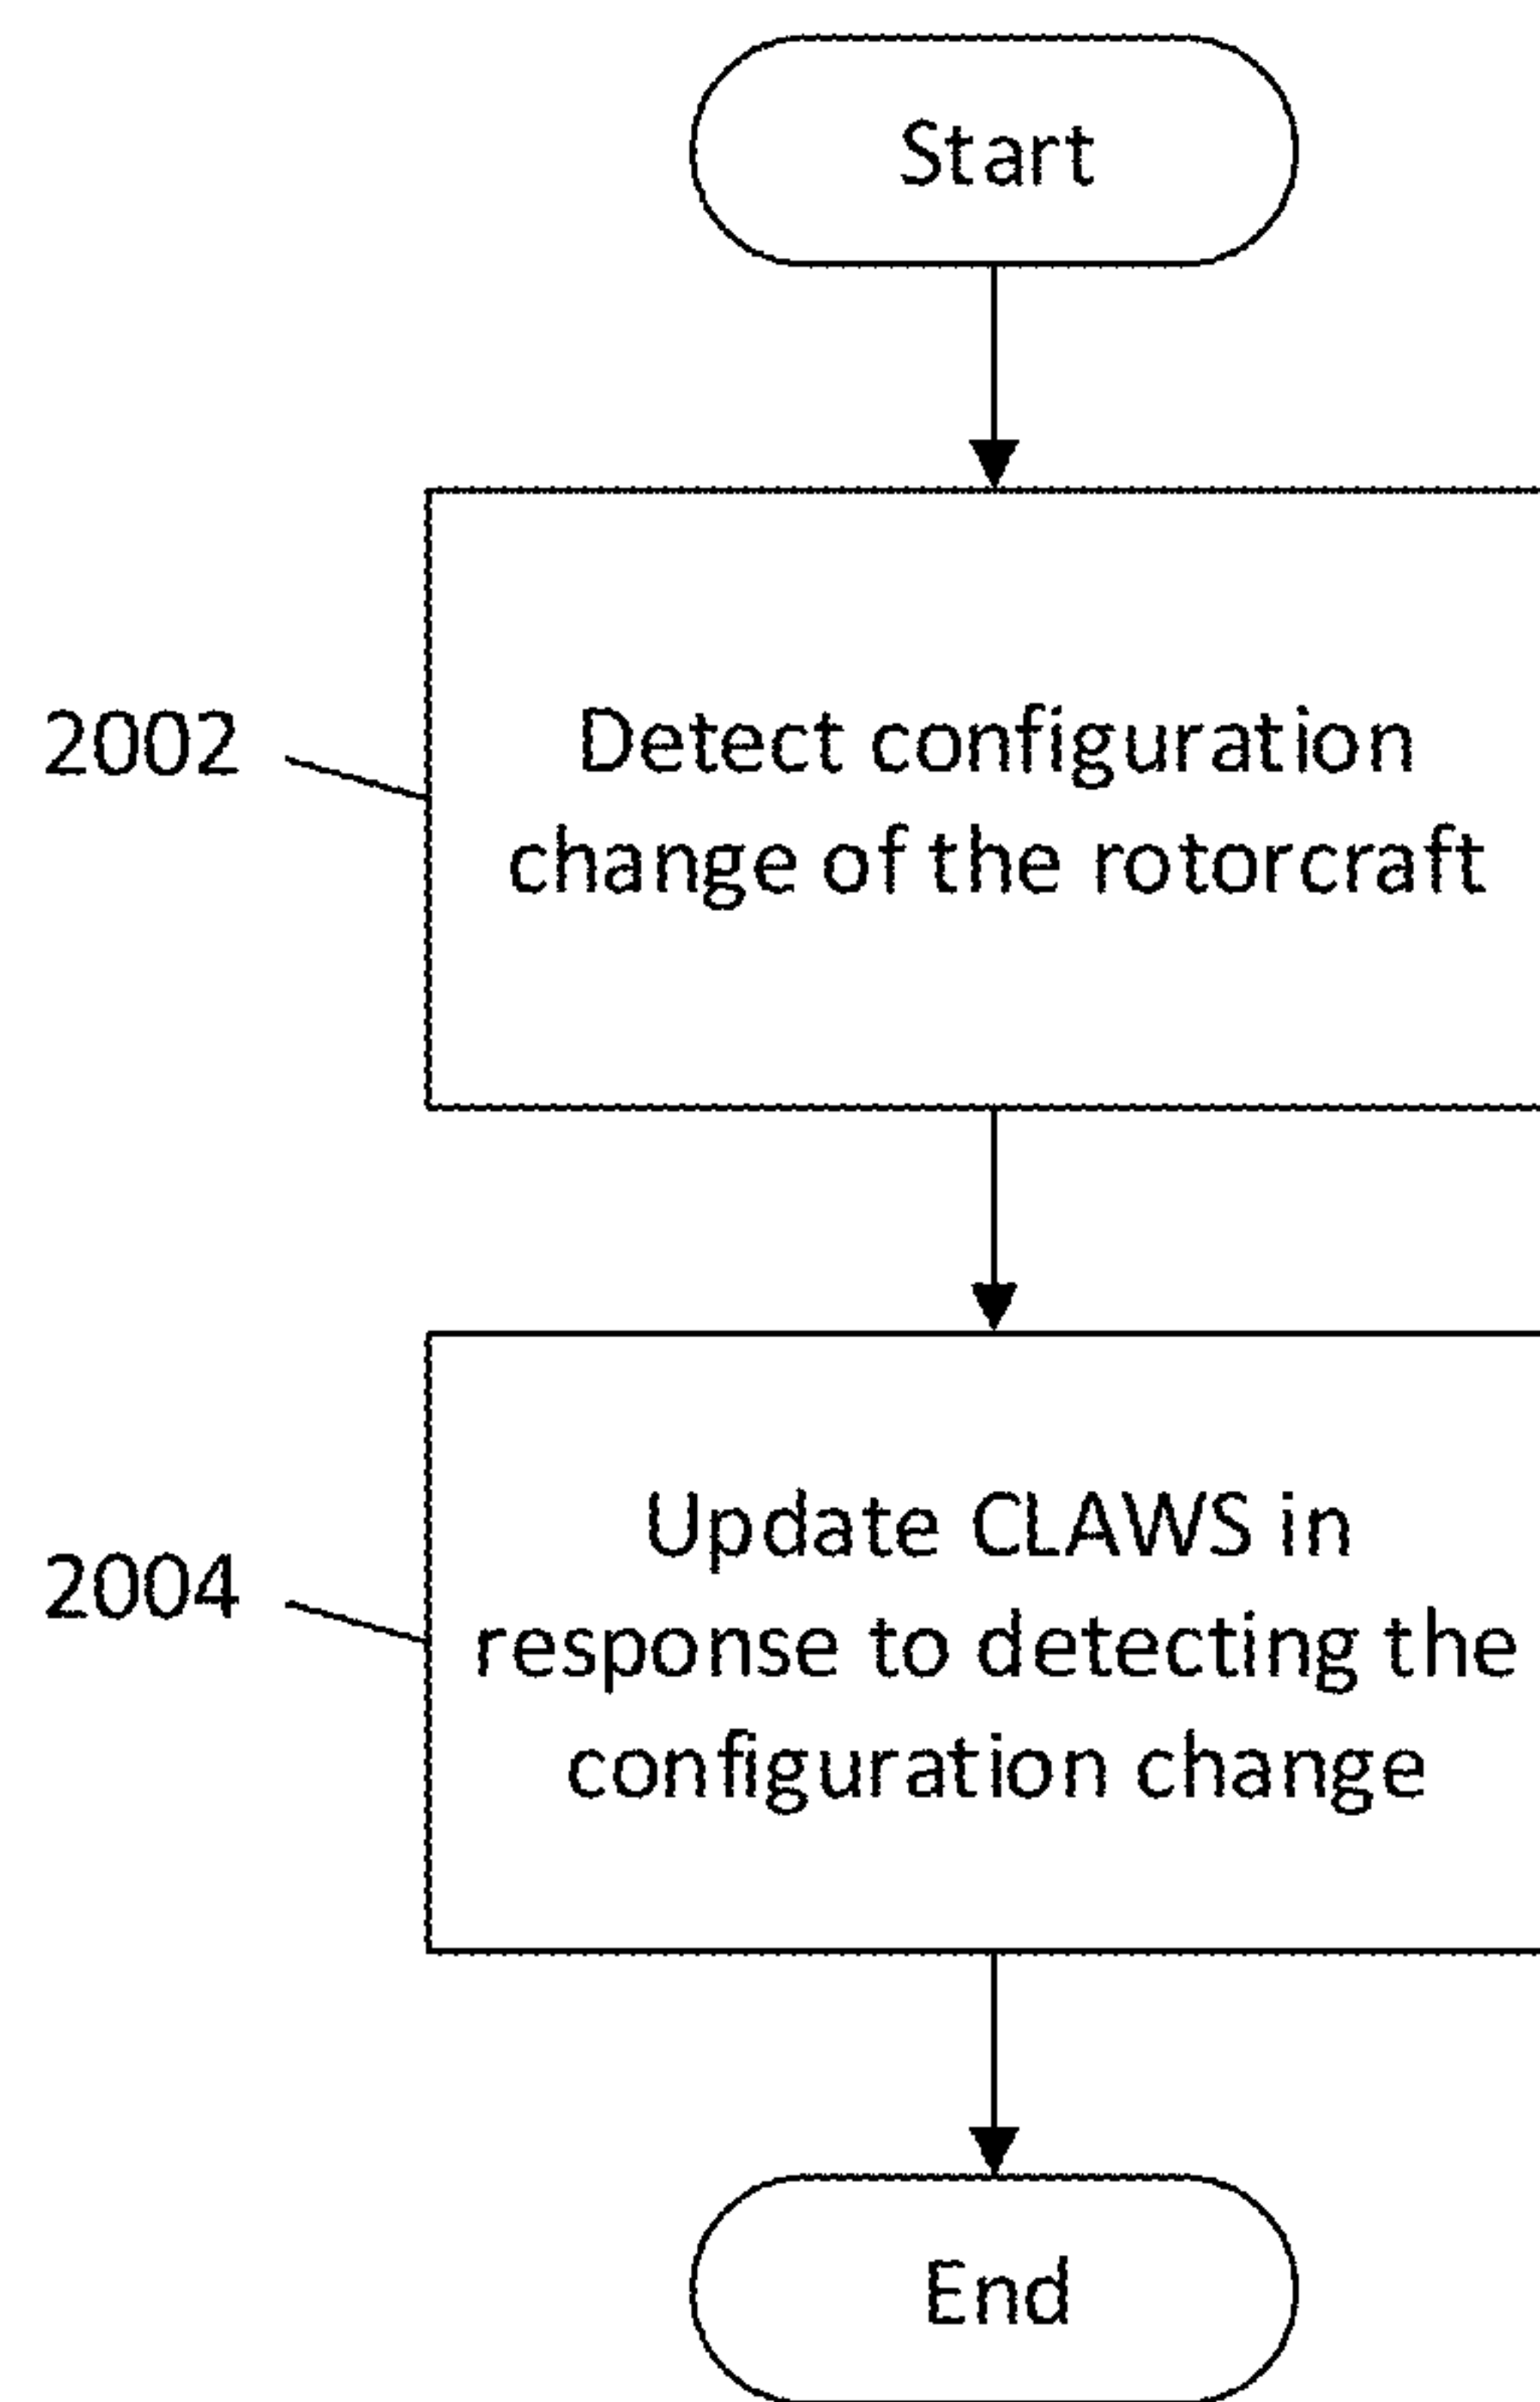 Start
2002
Detect configuration
change of the rotorcraft
2004
Update CLAWS in
response to detecting the
configuration change
End